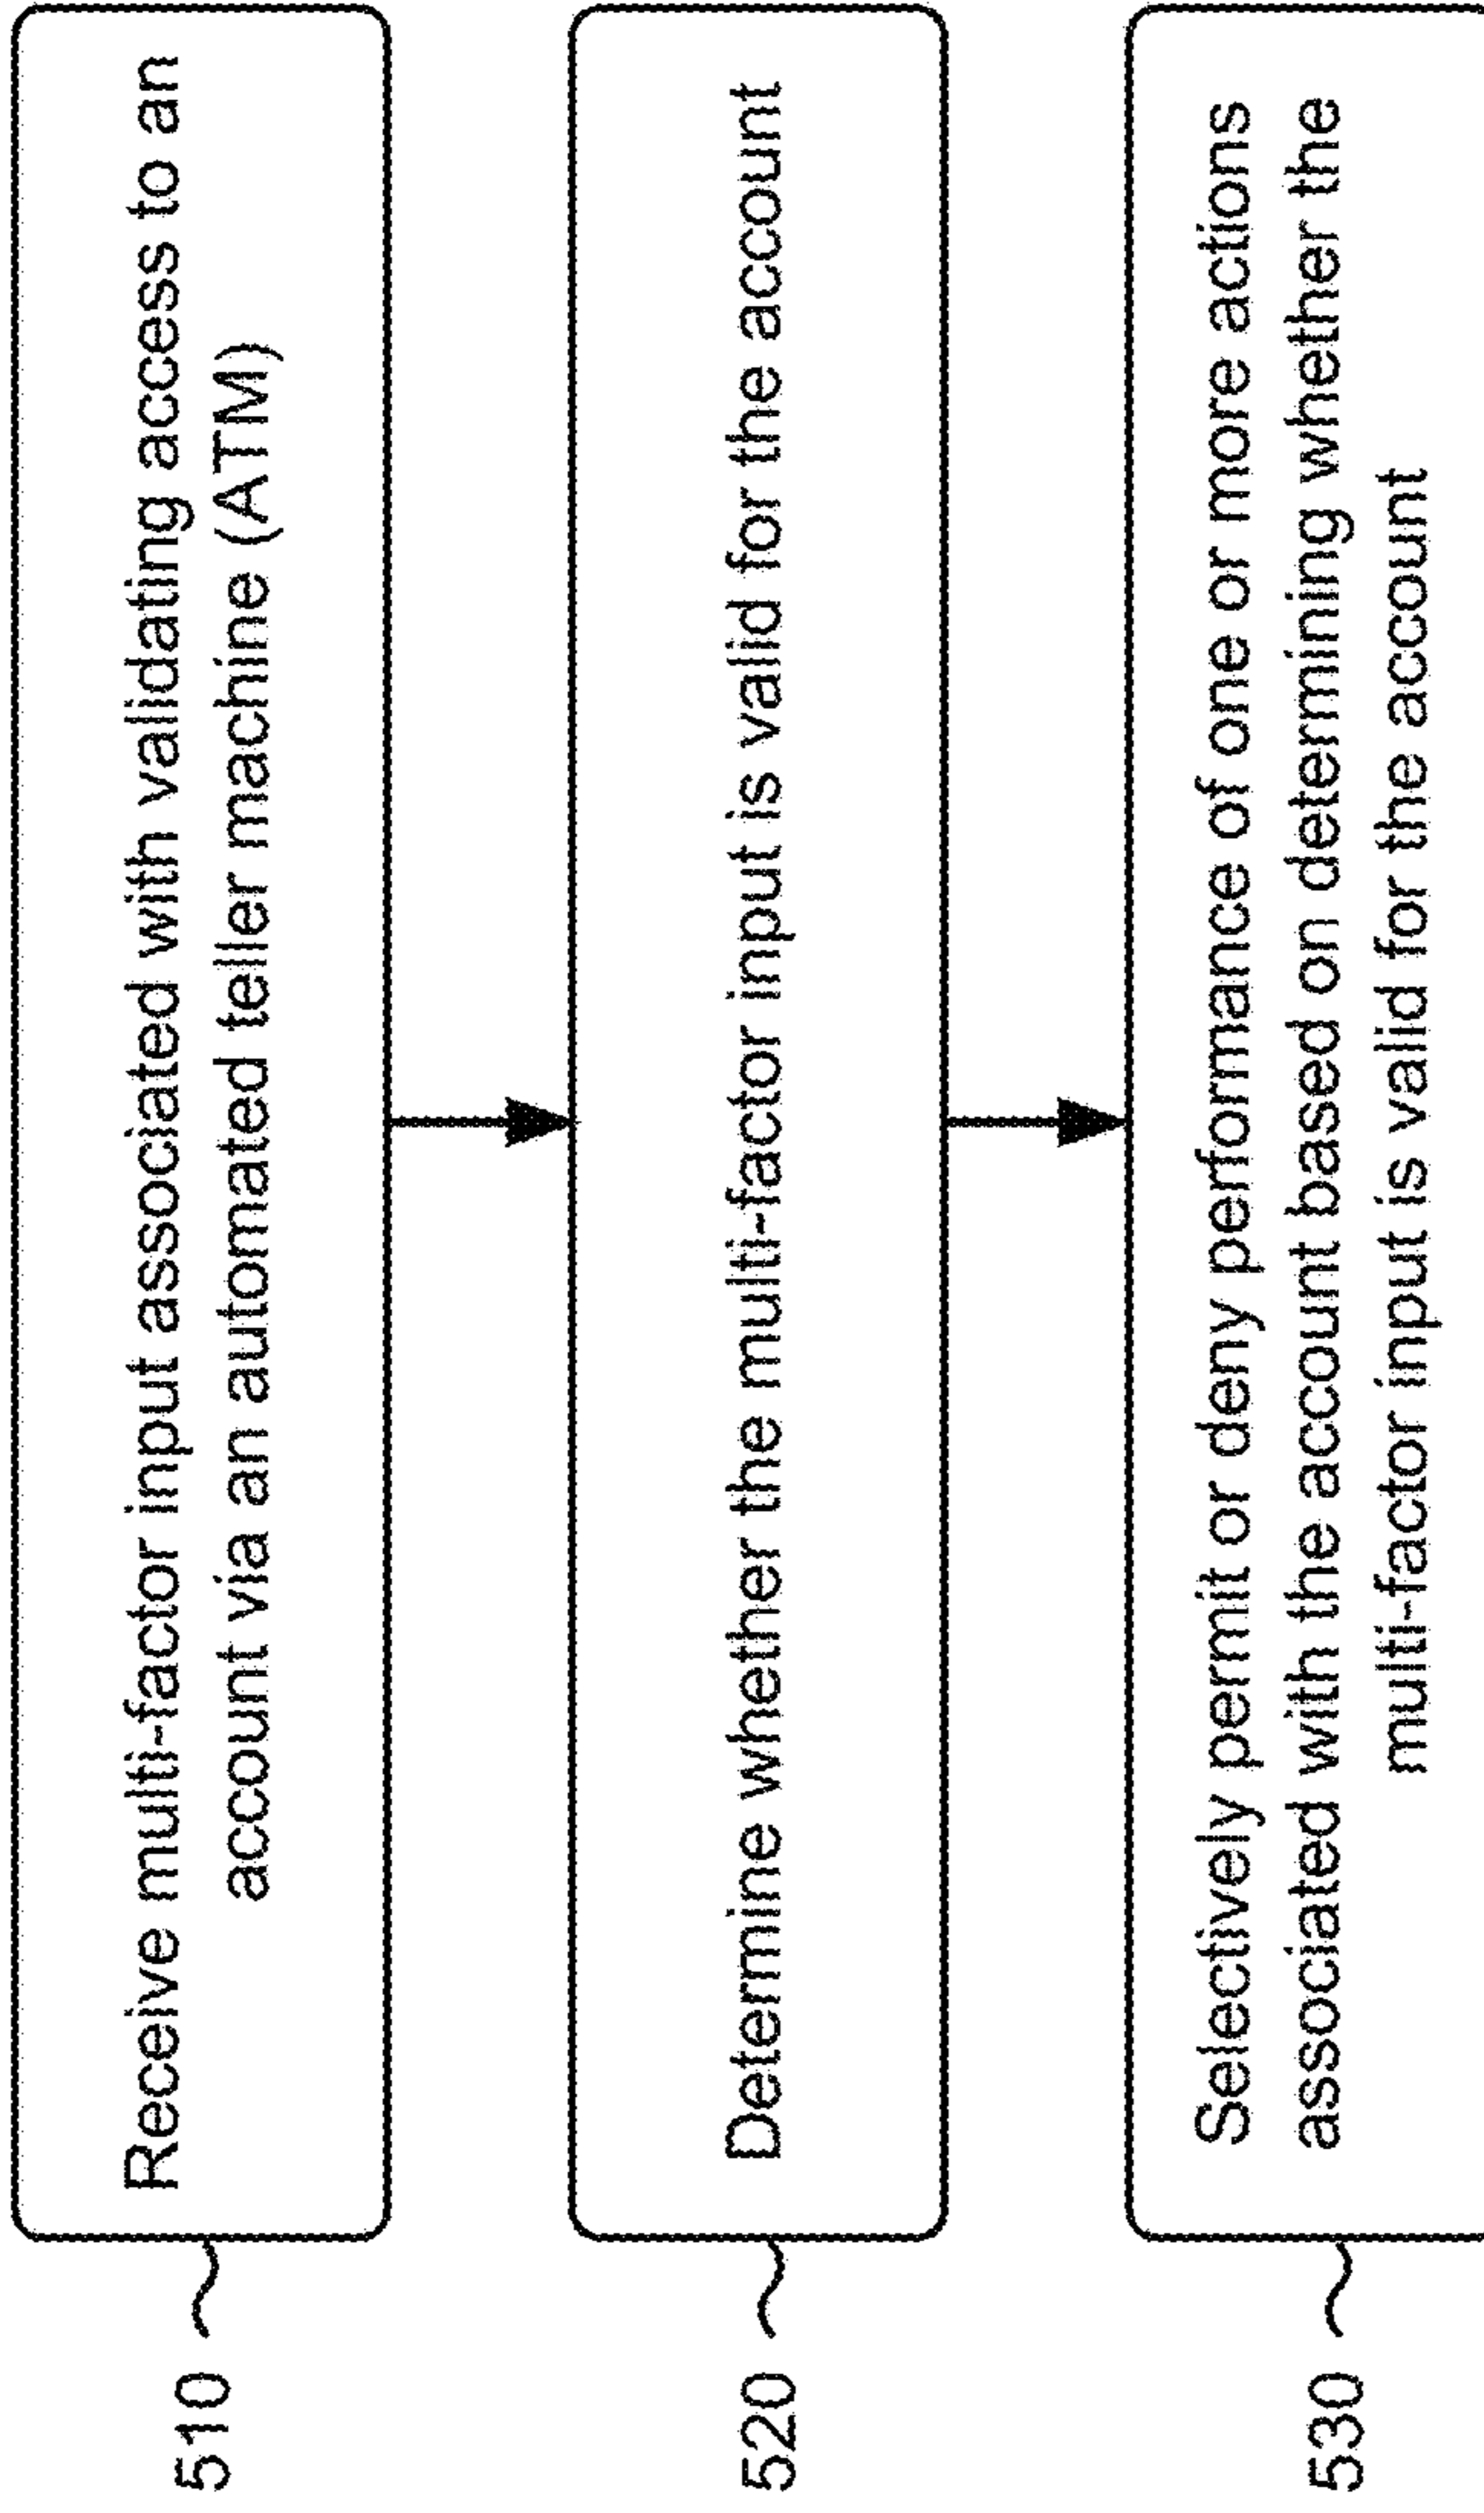 510
Receive multi-factor input associated with validating access to an
account via an automated teller machine (ATM)
520
Determine whether the multi-factor input is valid for the account
530
Selectively permit or deny performance of one or more actions
associated with the account based on determining whether the
multi-factor input is valid for the account